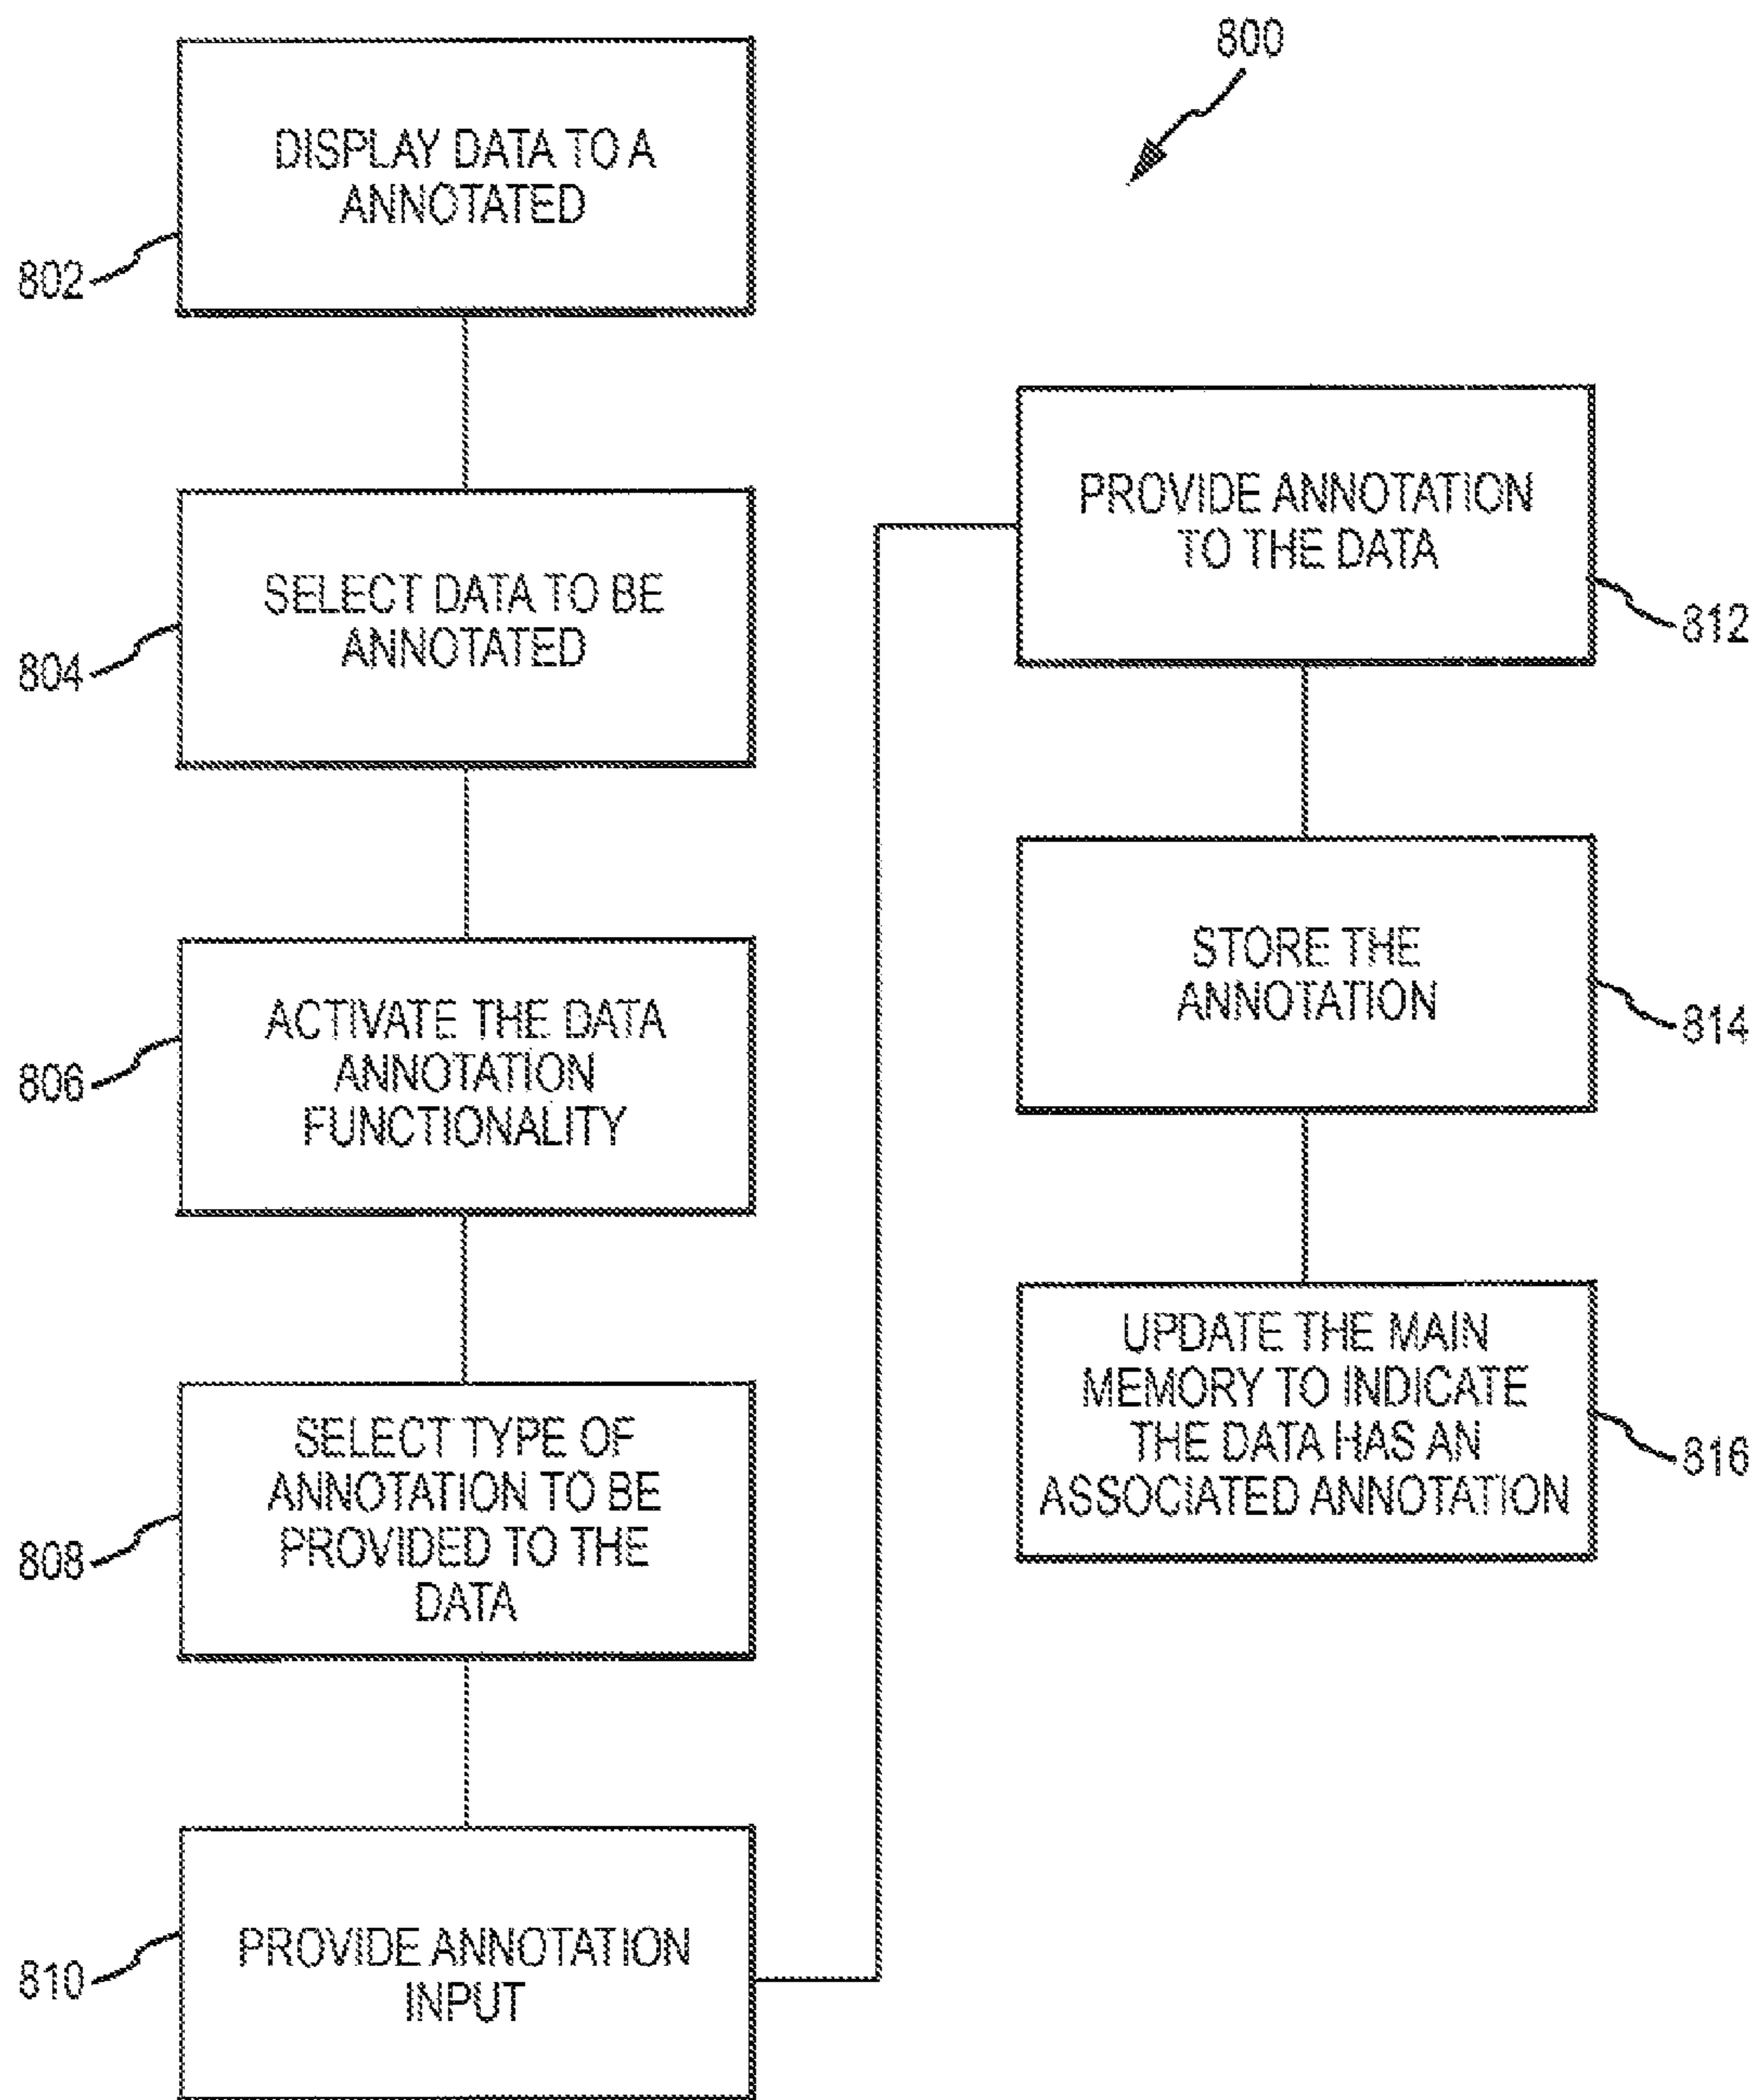 800
DISPLAY DATA TO A
ANNOTATED
802
SELECT DATA TO BE
ANNOTATED
804
ACTIVATE THE DATA
ANNOTATION
FUNCTIONALITY
806
SELECT TYPE OF
ANNOTATION TO BE
PROVIDED TO THE
DATA
808
PROVIDE ANNOTATION
INPUT
810
PROVIDE ANNOTATION
TO THE DATA
812
STORE THE
ANNOTATION
814
UPDATE THE MAIN
MEMORY TO INDICATE
THE DATA HAS AN
ASSOCIATED ANNOTATION
816